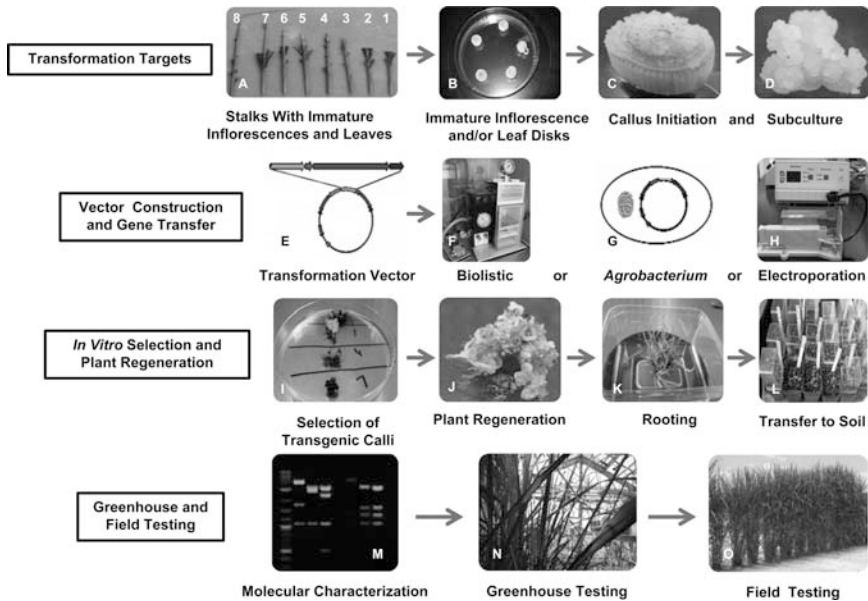 8 7 6 5 4 3 2 1
Transformation Targets
A
B
C
D
Stalks With Immature
Inflorescences and Leaves
Immature Inflorescence
and/or Leaf Disks
Callus Initiation and Subculture
Vector Construction
and Gene Transfer
E
F
G
H
Transformation Vector
Biolistic or Agrobacterium or Electroporation
In Vitro Selection and
Plant Regeneration
I
J
K
L
Selection of
Transgenic Calli
Plant Regeneration
Rooting
Transfer to Soil
Greenhouse and
Field Testing
M
N
O
Molecular Characterization
Greenhouse Testing
Field Testing